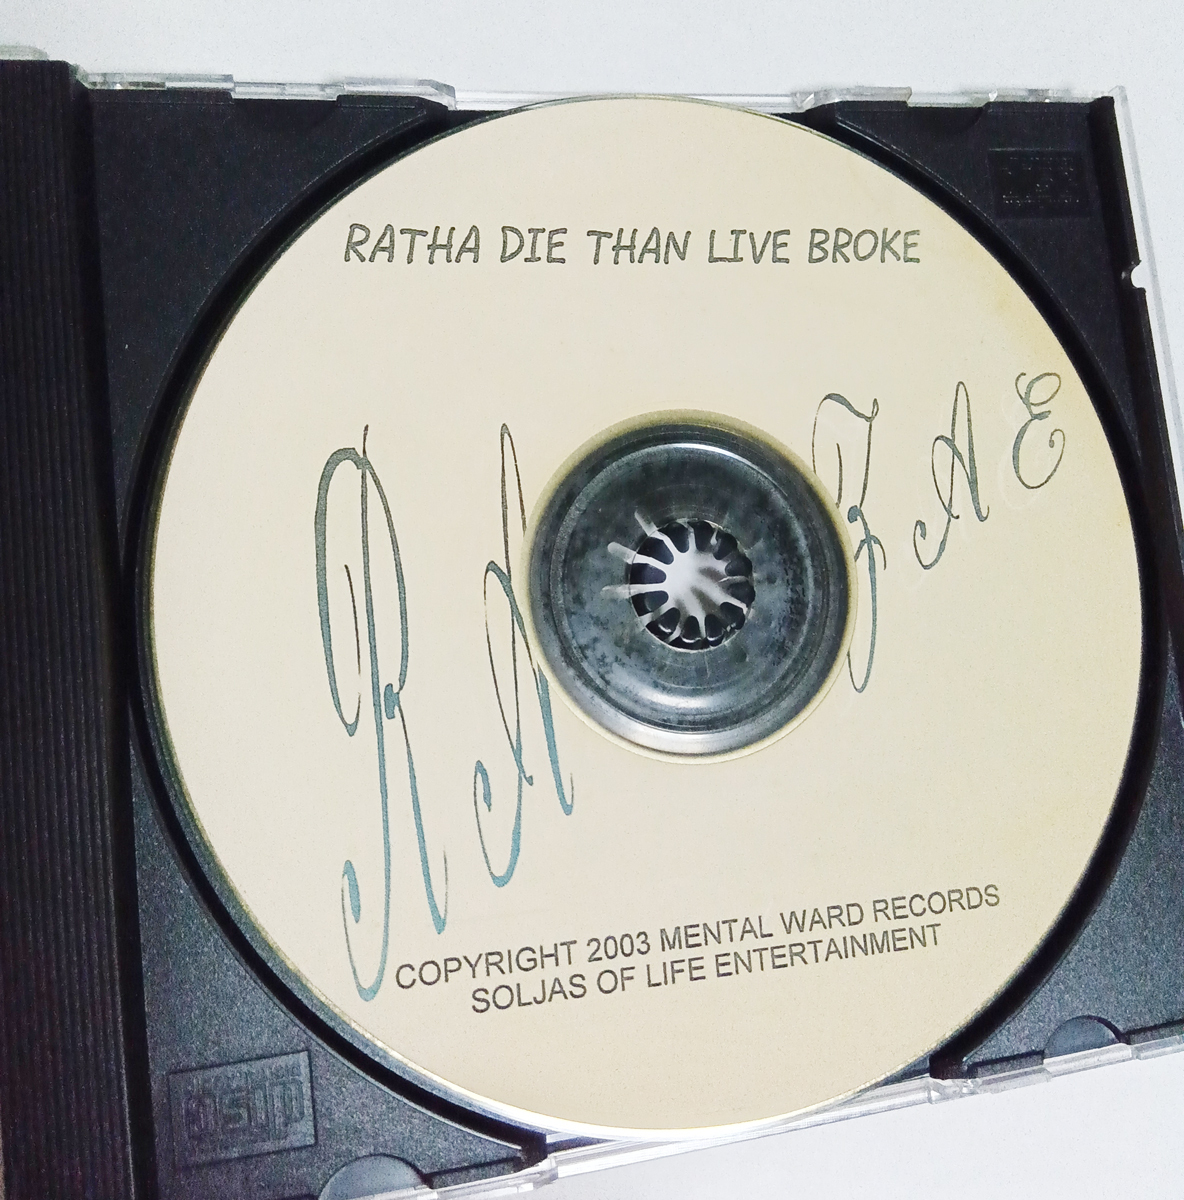 RATHA DIE THAN LIVE BROKE
COPYRIGHT 2003 MENTAL WARD RECORDS
SOLJAS OF LIFE ENTERTAINMENT